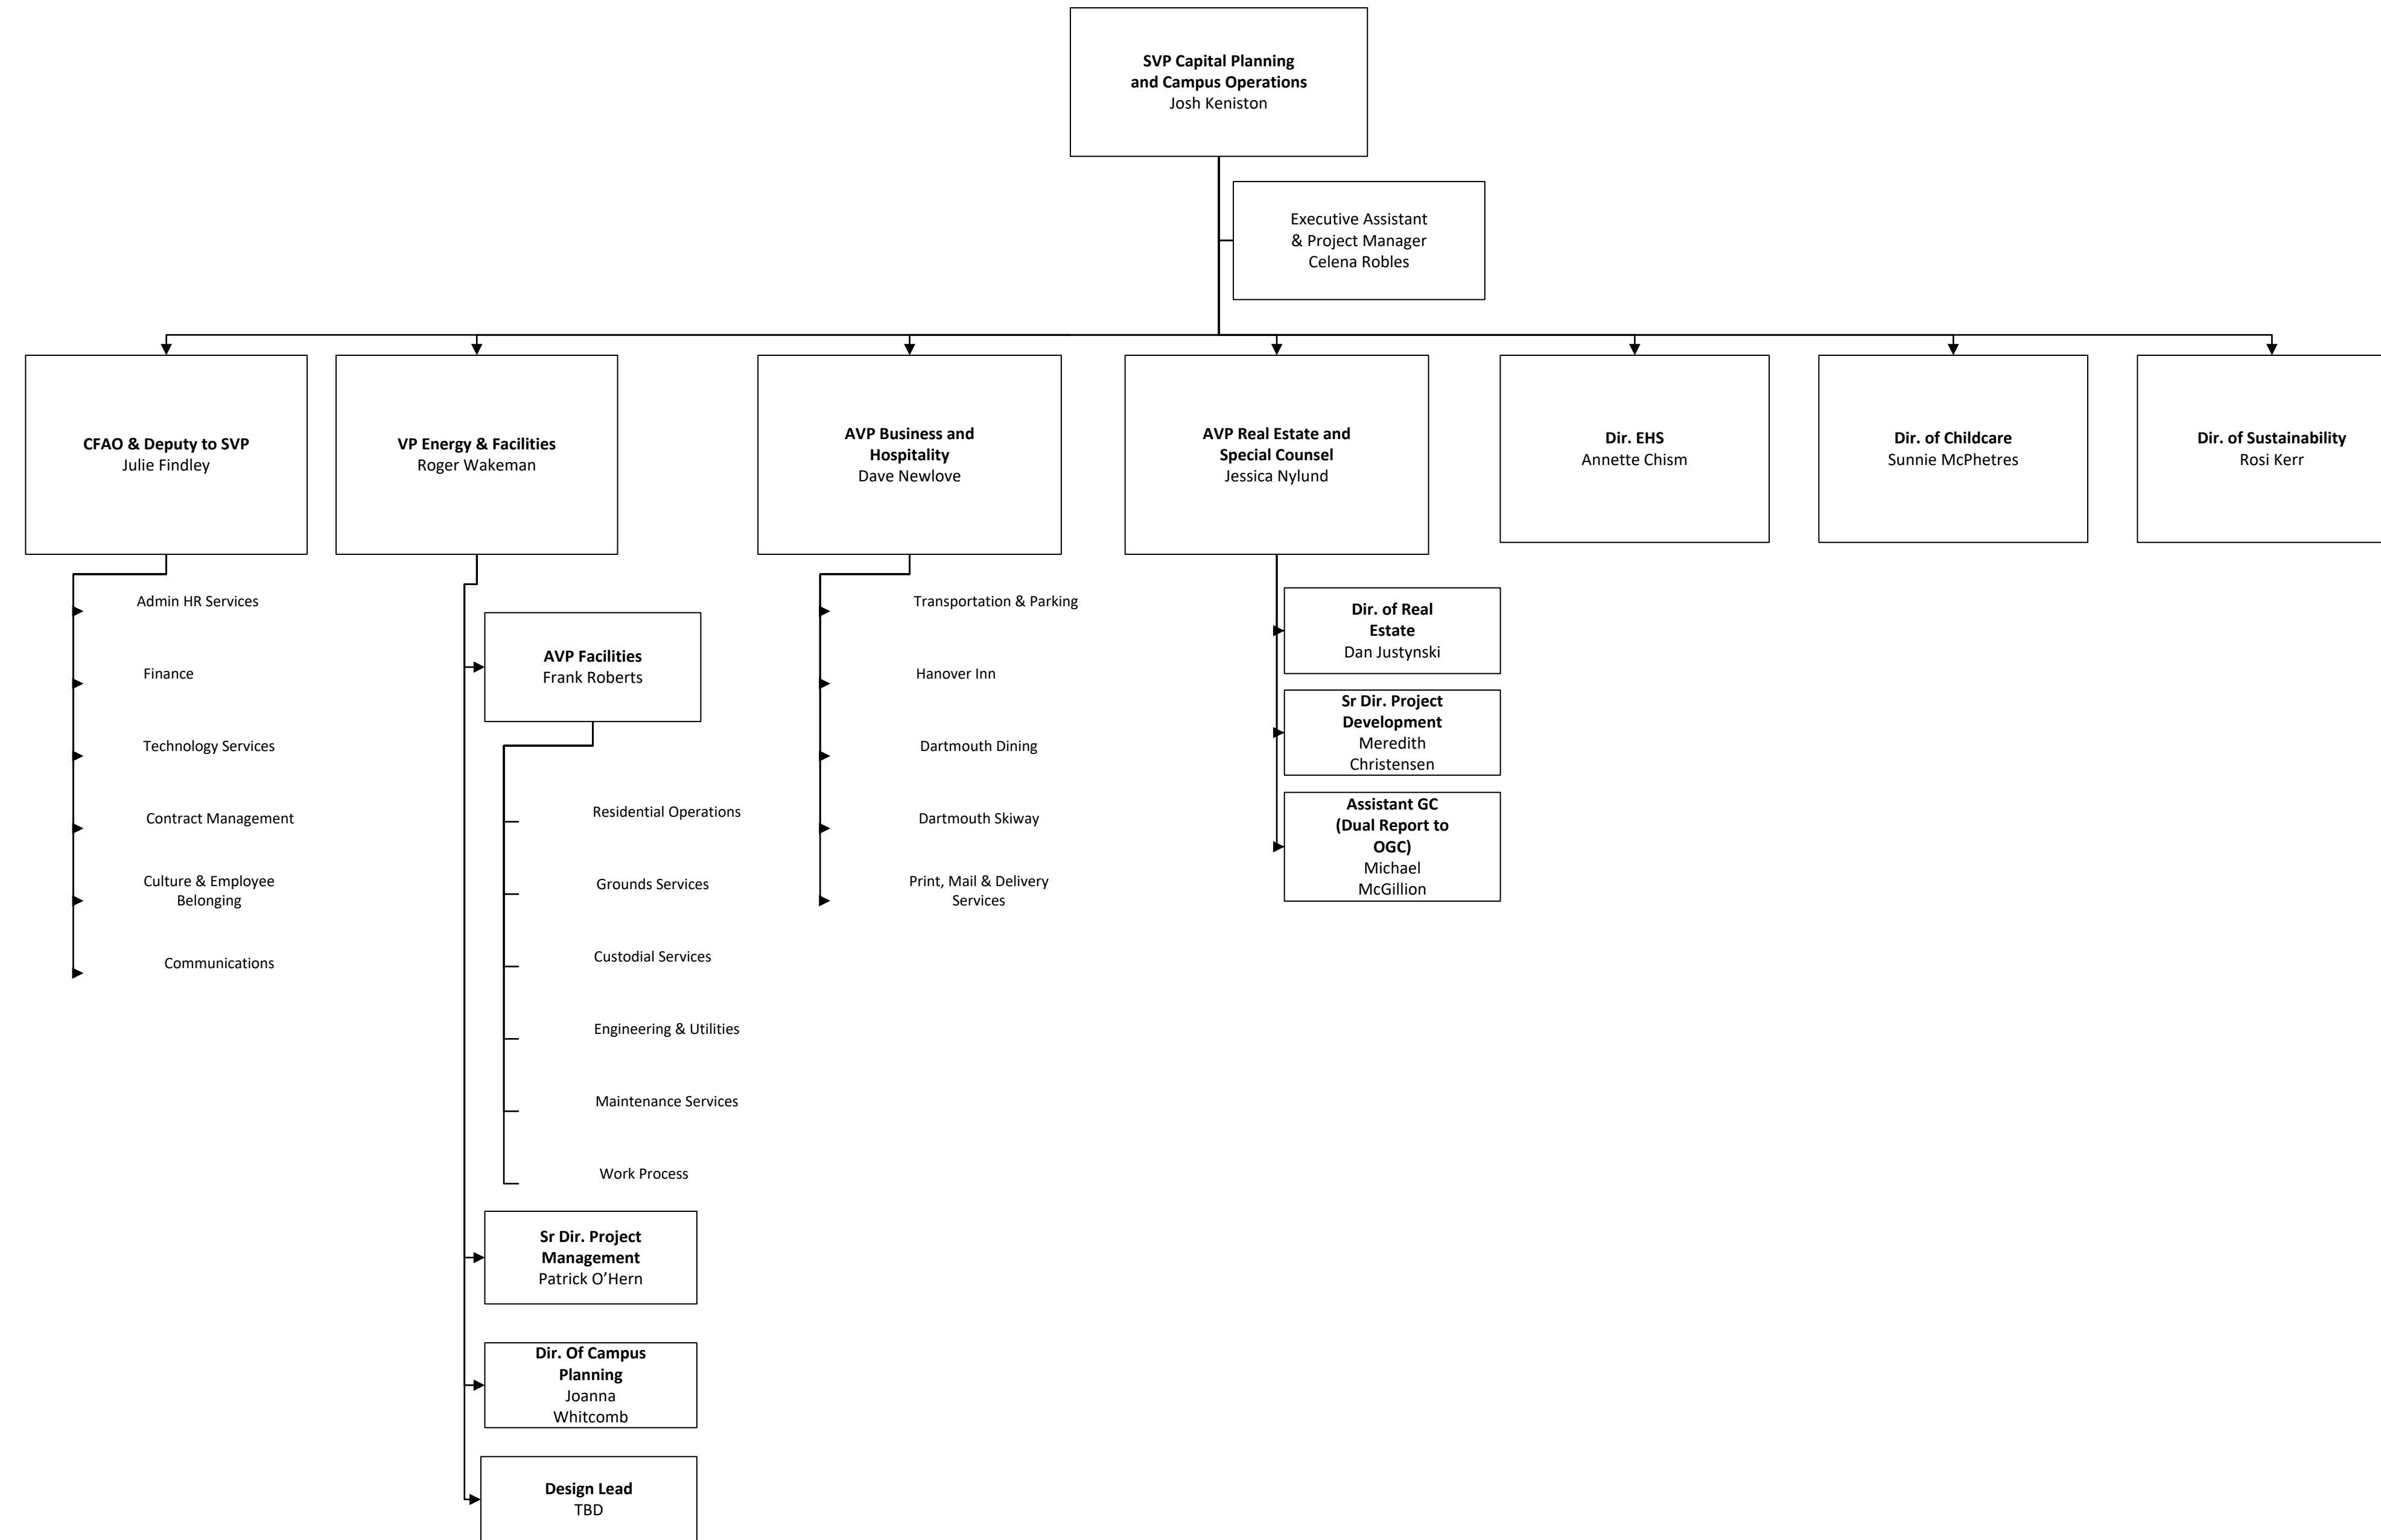 SVP Capital Planning
and Campus Operations
Josh Keniston
Executive Assistant
& Project Manager
Celena Robles
CFAO & Deputy to SVP
Julie Findley
VP Energy & Facilities
Roger Wakeman
AVP Business and
Hospitality
Dave Newlove
AVP Real Estate and
Special Counsel
Jessica Nylund
Dir. EHS
Annette Chism
Dir. of Childcare
Sunnie McPhetres
Dir. of Sustainability
Rosi Kerr
Admin HR Services
Finance
Technology Services
Contract Management
Culture & Employee
Belonging
Communications
AVP Facilities
Frank Roberts
Residential Operations
Grounds Services
Custodial Services
Engineering & Utilities
Maintenance Services
Work Process
Sr Dir. Project
Management
Patrick O’Hern
Dir. Of Campus
Planning
Joanna
Whitcomb
Design Lead
TBD
Transportation & Parking
Hanover Inn
Dartmouth Dining
Dartmouth Skiway
Print, Mail & Delivery
Services
Dir. of Real
Estate
Dan Justynski
Sr Dir. Project
Development
Meredith
Christensen
Assistant GC
(Dual Report to
OGC)
Michael
McGillion